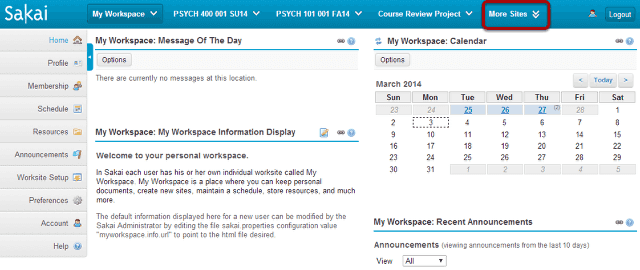 Sakai
My Workspace PSYCH 400 001 SU14 PSYCH 101 001 FA14 Course Review Project More Sites Logout
Home
Profile
Membership
Schedule
Resources
Announcements
Worksite Setup
Preferences
Account
Help
My Workspace: Message Of The Day
Options
There are currently no messages at this location.
My Workspace: My Workspace Information Display
Welcome to your personal workspace.
In Sakai each user has his or her own individual worksite called My
Workspace. My Workspace is a place where you can keep personal
documents, create new sites, maintain a schedule, store resources, and much
more.
The default information displayed here for a new user can be modified by the
Sakai Administrator by editing the file sakai properties configuration value
"myworkspace info.url" to point to the html file desired.
My Workspace: Calendar
Options
< Today >
March 2014
Sun Mon Tue Wed Thu Fri Sat
23 24 25 26 27 28 1
2 3 4 5 6 7 8
9 10 11 12 13 14 15
16 17 18 19 20 21 22
23 24 25 26 27 28 29
30 31 1 2 3 4 5
My Workspace: Recent Announcements
Announcements (viewing announcements from the last 10 days)
View All